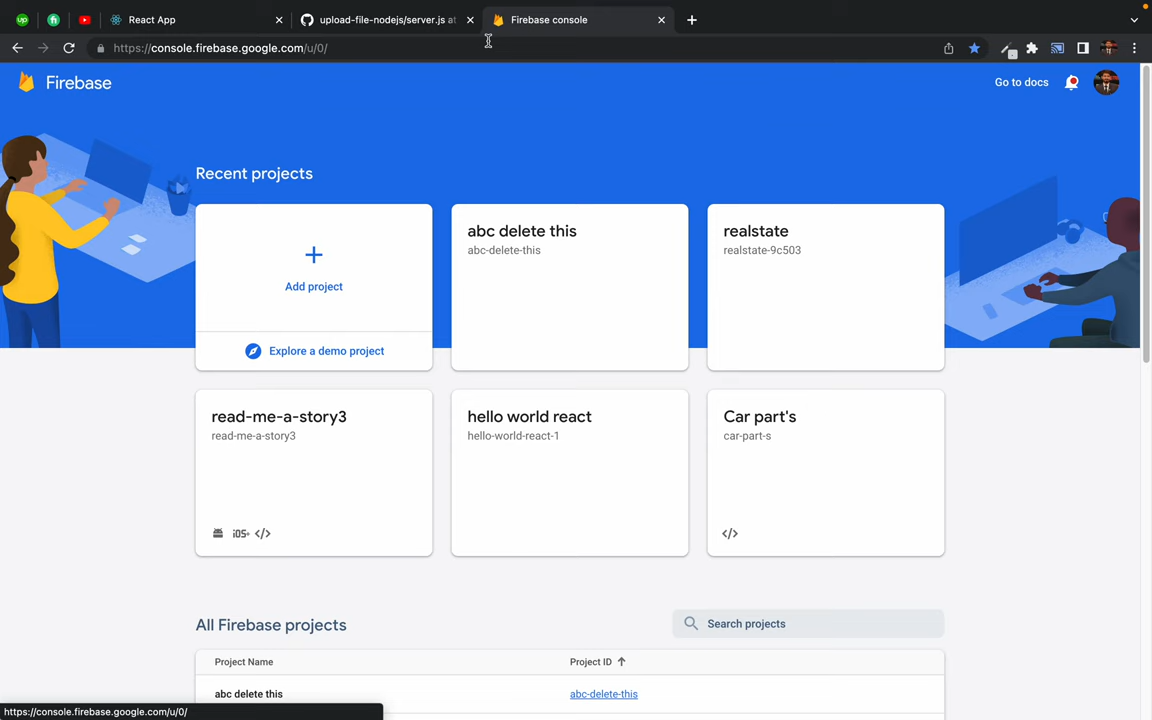 up
fi
React App
upload-file-nodejs/server.js at
Firebase console
https://console.firebase.google.com/u/0/
Firebase
Go to docs
Recent projects
Add project
Explore a demo project
abc delete this
abc-delete-this
realstate
realstate-9c503
read-me-a-story3
read-me-a-story3
iOS+ </>
hello world react
hello-world-react-1
Car part's
car-part-s
</>
All Firebase projects
Search projects
Project Name
Project ID
abc delete this
abc-delete-this
https://console.firebase.google.com/u/0/